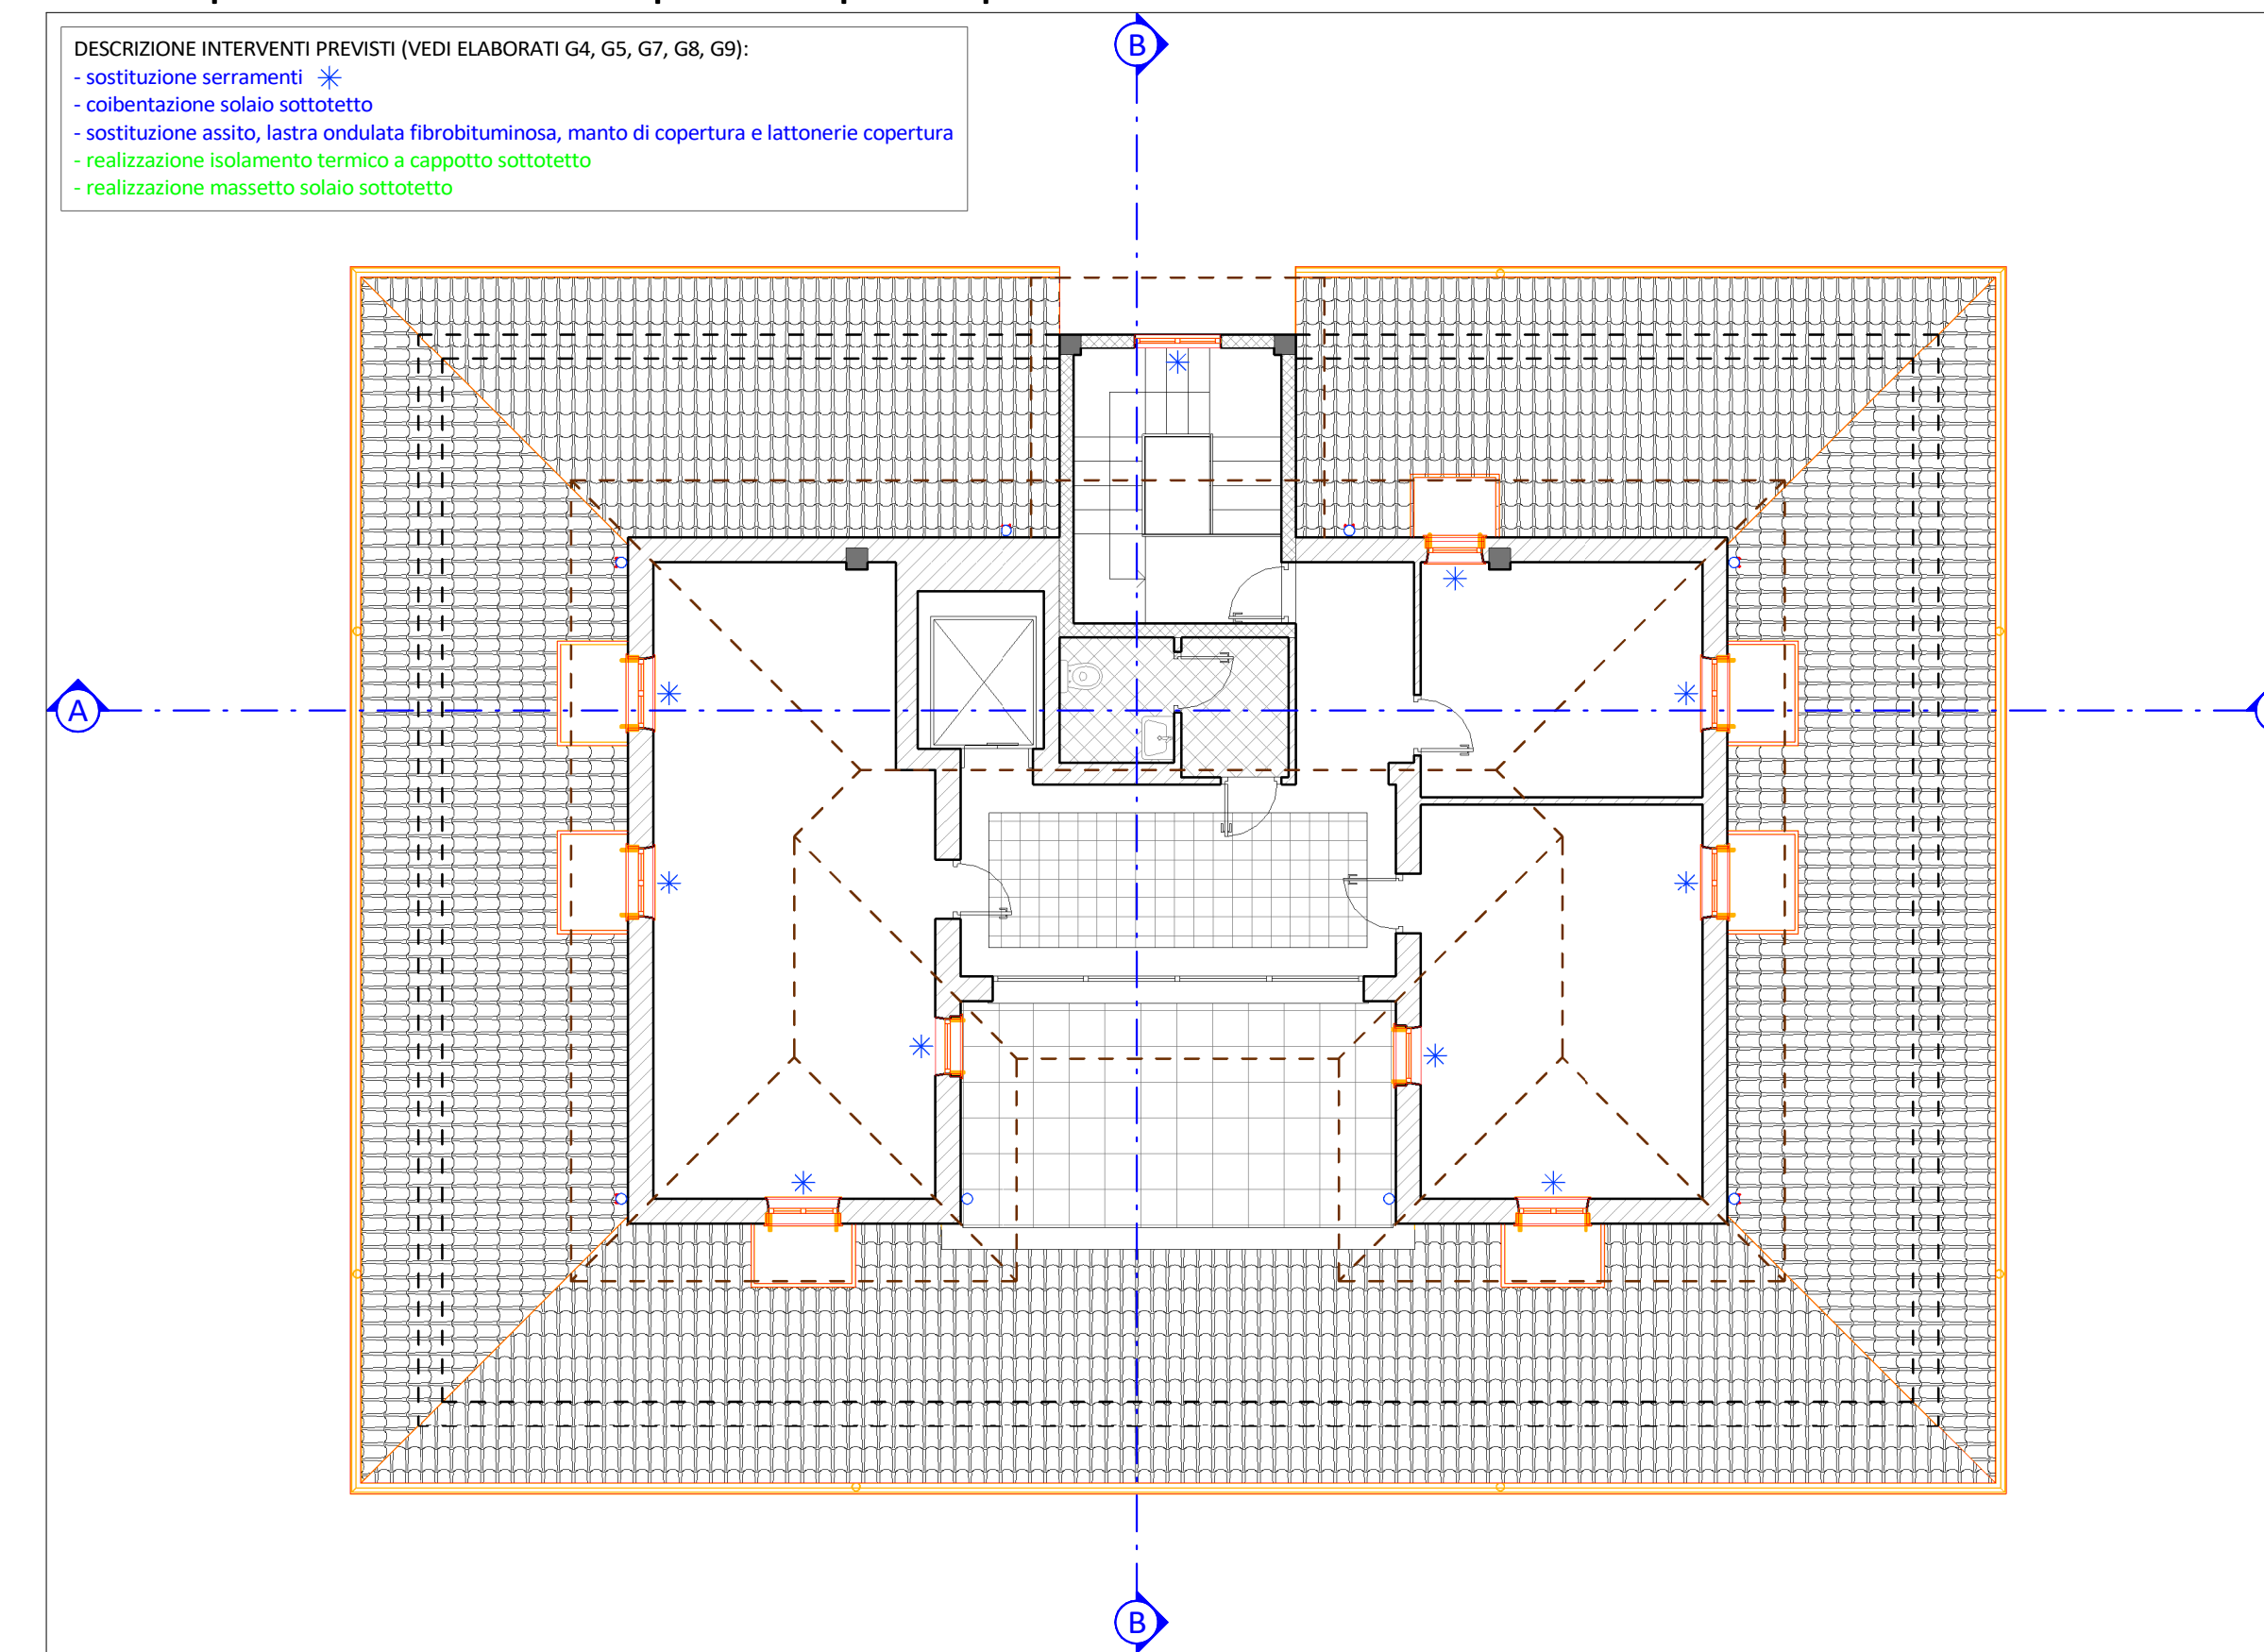 DESCRIZIONE INTERVENTI PREVISTI (VEDI ELABORATI G4, G5, G7, G8, G9):
- sostituzione serramenti
- coibentazione solaio sottotetto
- sostituzione assito, lastra ondulata fibrobituminosa, manto di copertura e lattonerie copertura
- realizzazione isolamento termico a cappotto sottotetto
- realizzazione massetto solaio sottotetto
B
A
B